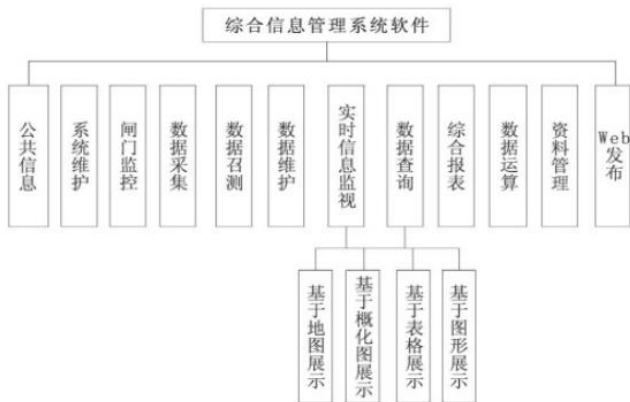 综合信息管理系统软件
公共信息
系统维护
闸门监控
数据采集
数据召测
数据维护
实时信息监视
数据查询
综合报表
数据运算
资料管理
Web发布
基于地图展示
基于概化图展示
基于表格展示
基于图形展示